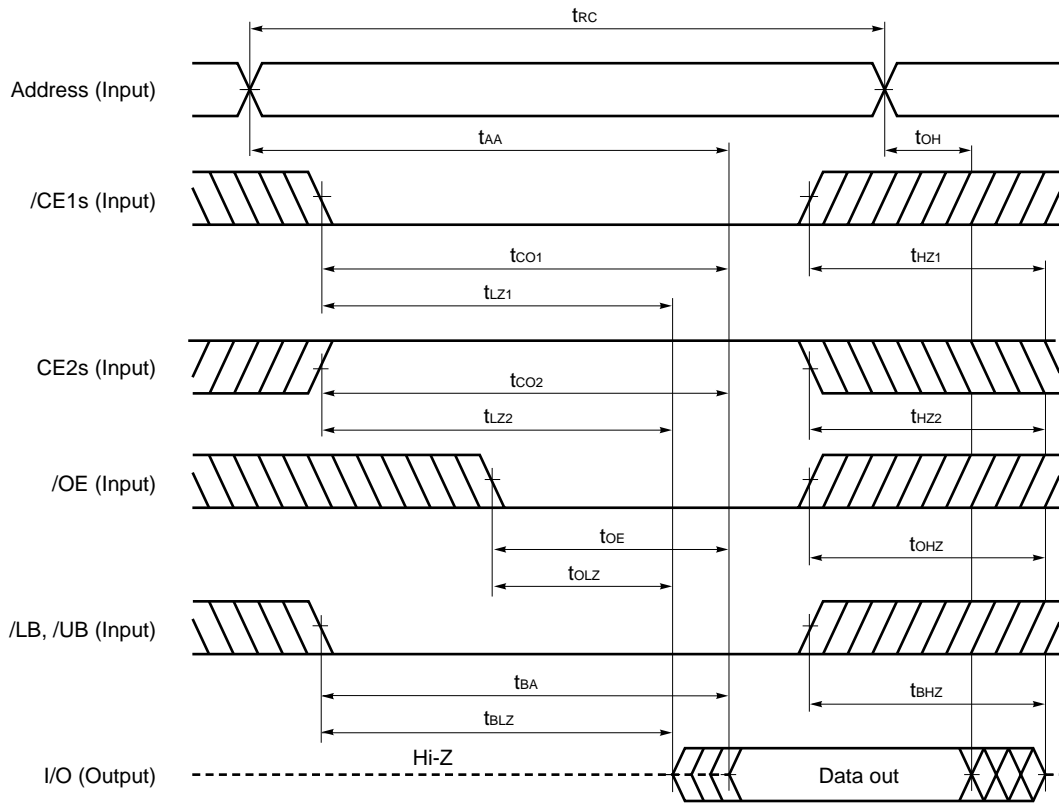 tRC
Address (Input)
tAA
tOH
/CE1s (Input)
tCO1
tHZ1
tLZ1
CE2s (Input)
tCO2
tLZ2
tHZ2
/OE (Input)
tOE
tOHZ
tOLZ
/LB, /UB (Input)
tBA
tBHZ
tBLZ
Hi-Z
I/O (Output)
Data out